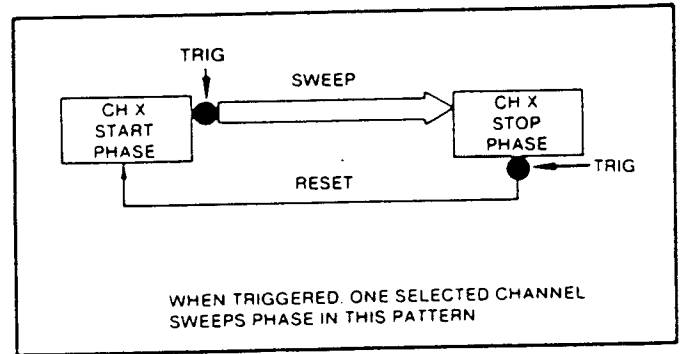 TRIG
SWEEP
CH X
START
PHASE
CH X
STOP
PHASE
TRIG
RESET
WHEN TRIGGERED. ONE SELECTED CHANNEL
SWEEPS PHASE IN THIS PATTERN